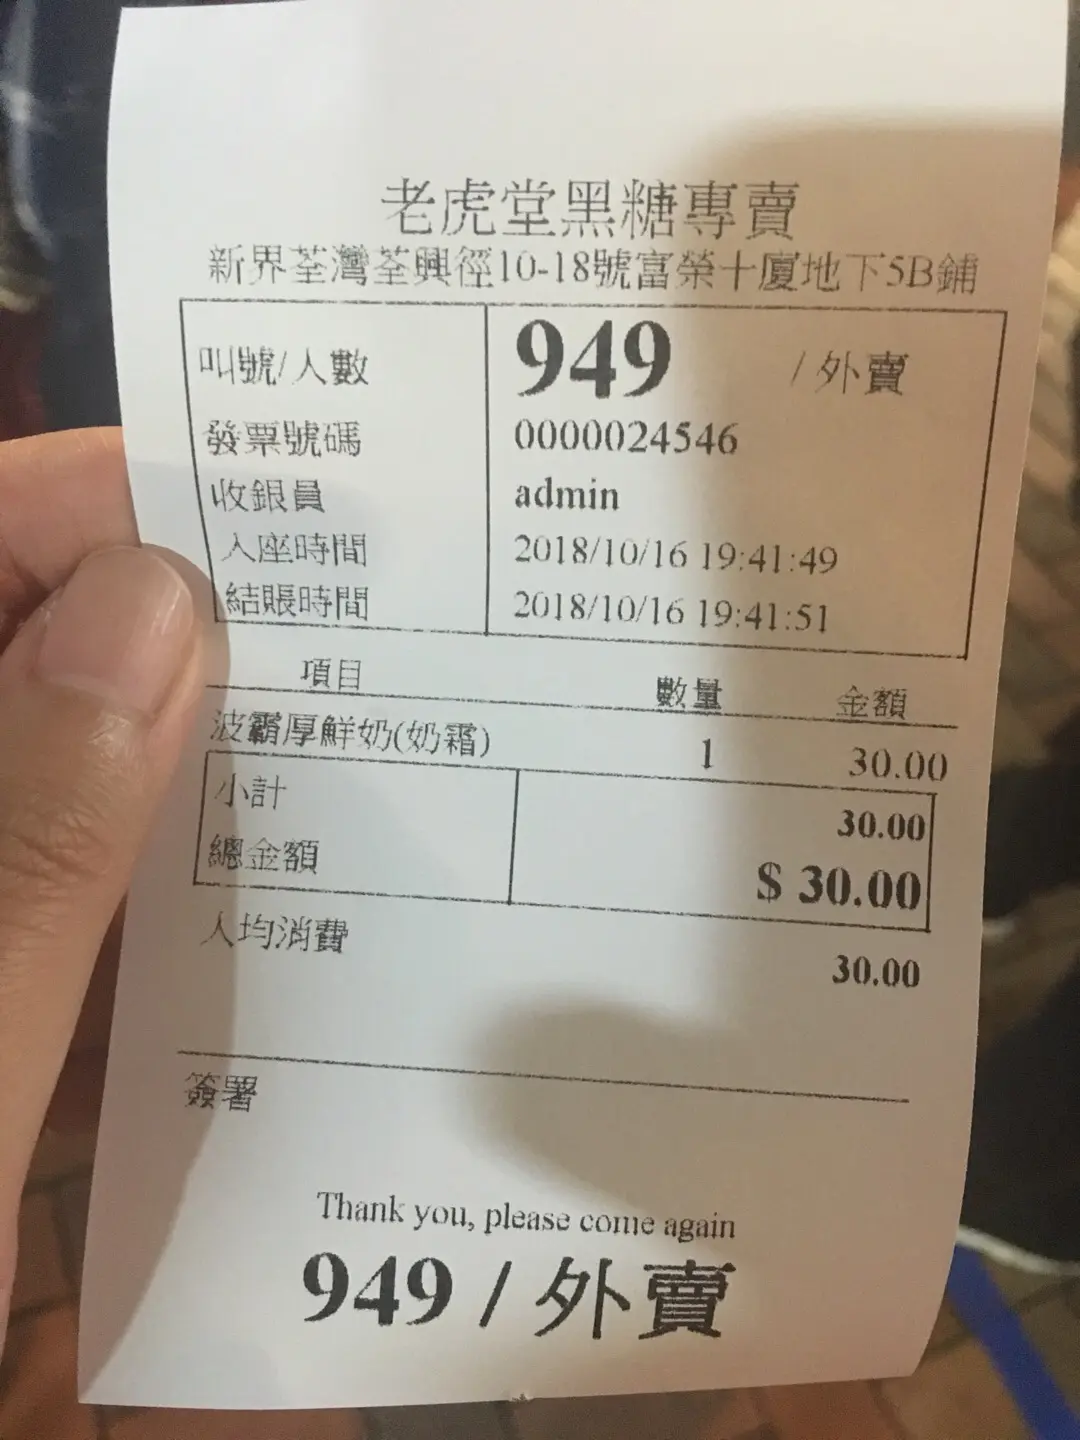 老虎堂黑糖專賣
新界荃灣荃興徑10-18號富榮十廈地下5B鋪
叫號/人數 949 / 外賣
發票號碼 0000024546
收銀員 admin
入座時間 2018/10/16 19:41:49
結賬時間 2018/10/16 19:41:51
項目 數量 金額
波霸厚鮮奶(奶霜) 1 30.00
小計 30.00
總金額 $ 30.00
人均消費 30.00
簽署
Thank you, please come again
949 / 外賣